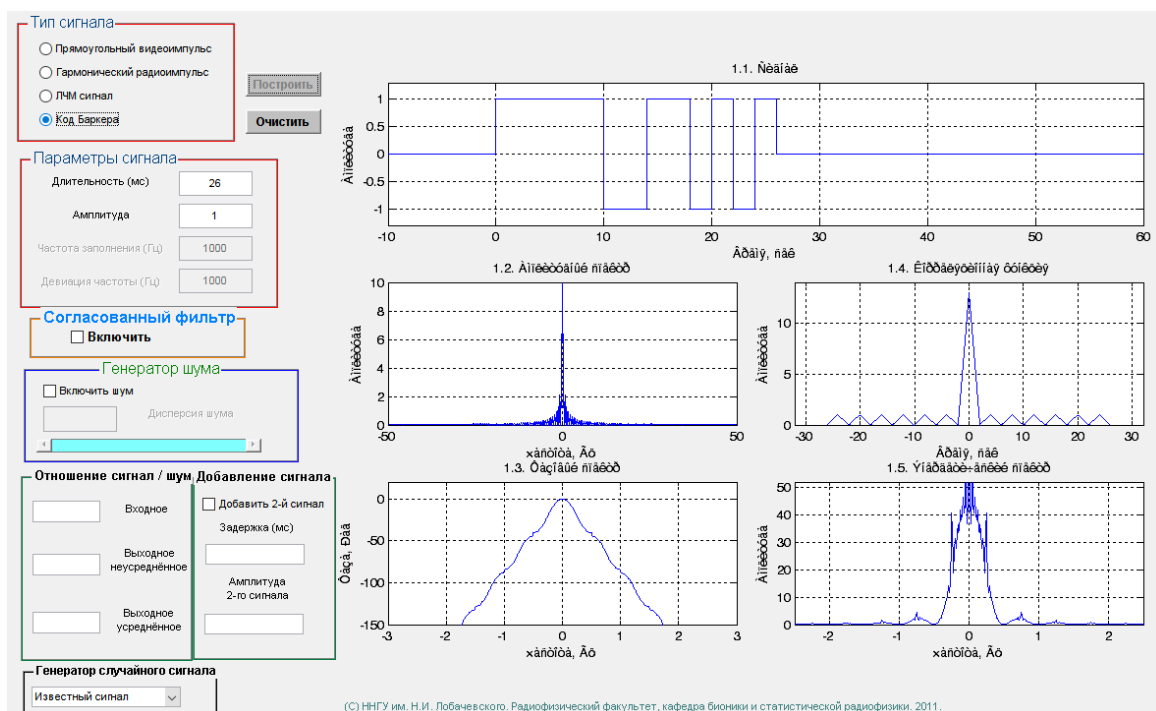 Тип сигнала
Прямоугольный видеоимпульс
Гармонический радиоимпульс
ЛЧМ сигнал
Код Баркера
Построить
Очистить
Параметры сигнала
Длительность (мс)
26
Амплитуда
1
Частота заполнения (Гц)
1000
Девиация частоты (Гц)
1000
Согласованный фильтр
Включить
Генератор шума
Включить шум
Дисперсия шума
Отношение сигнал / шум
Входное
Выходное
неусреднённое
Выходное
усреднённое
Добавление сигнала
Добавить 2-й сигнал
Задержка (мс)
Амплитуда
2-го сигнала
Генератор случайного сигнала
Известный сигнал
1.1. Ñèãíàë
Àìïëèòóäà
1
0.5
0
-0.5
-1
-10
0
10
20
30
40
50
60
Âðåìÿ, ñåê
1.2. Àìïëèòóäíûé ñïåêòð
Àìïëèòóäà
10
8
6
4
2
0
-50
0
50
×àñòîòà, Ãö
1.4. Êîððåëÿöèîííàÿ ôóíêöèÿ
Àìïëèòóäà
10
5
0
-30
-20
-10
0
10
20
30
Âðåìÿ, ñåê
1.3. Ôàçîâûé ñïåêòð
Ôàçà, Ðàä
0
-50
-100
-150
-3
-2
-1
0
1
2
3
×àñòîòà, Ãö
1.5. Ýíåðãåòè÷åñêèé ñïåêòð
Àìïëèòóäà
50
40
30
20
10
0
-2
-1
0
1
2
×àñòîòà, Ãö
(С) ННГУ им. Н.И. Лобачевского. Радиофизический факультет, кафедра бионики и статистической радиофизики. 2011.